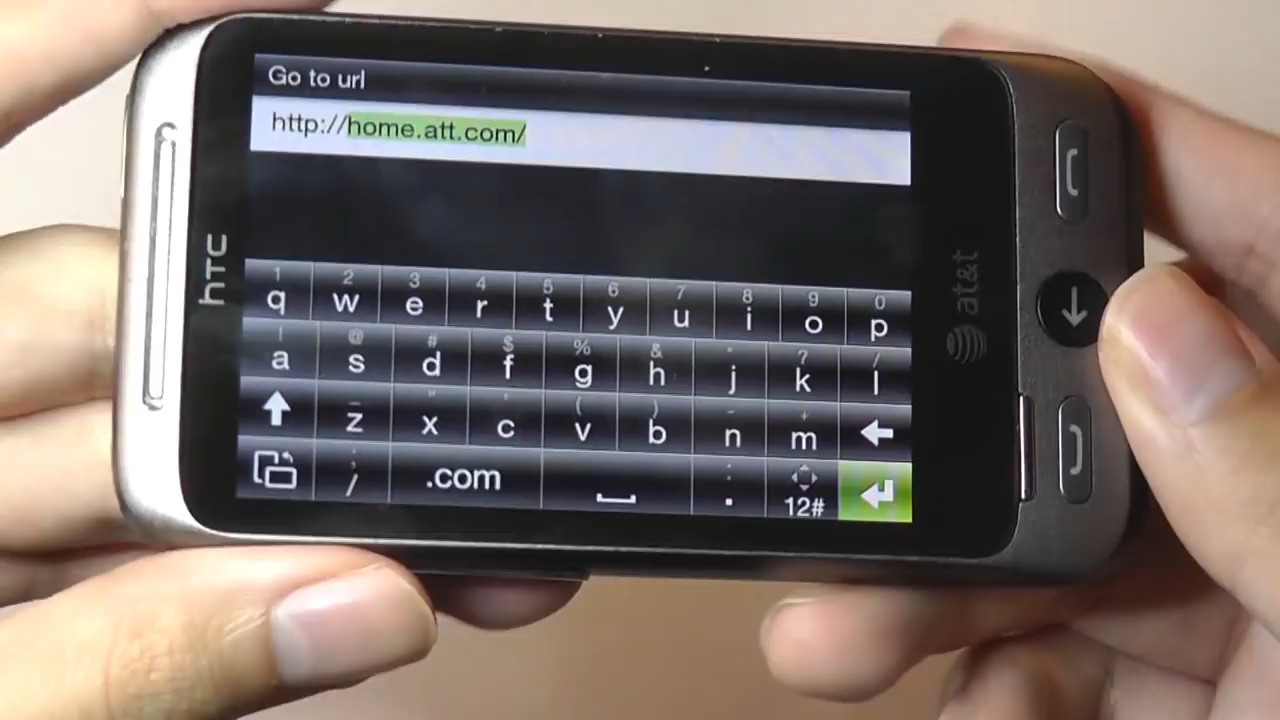 Go to url
http://home.att.com/
hTC
at&t
1 2 3 4 5 6 7 8 9 0
q w e r t y u i o p
! @ # $ % & ? /
a s d f g h j k l
_ " ' ( ) - +
z x c v b n m
; :
/ .com . 12#